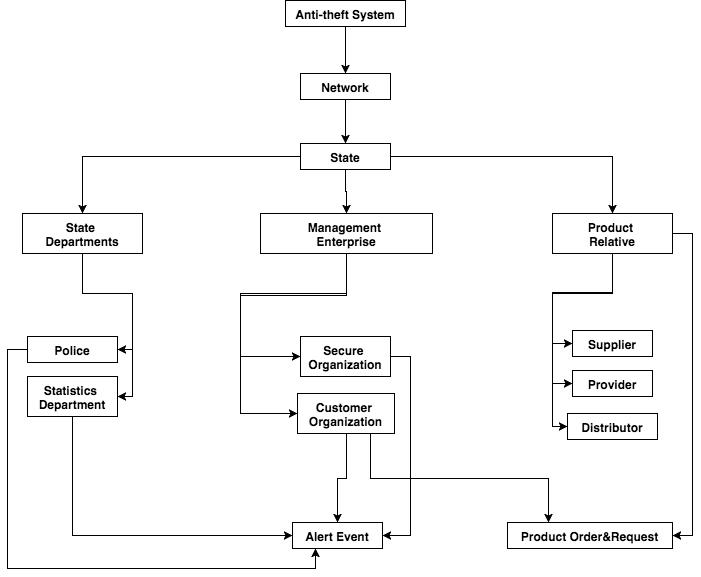 Anti-theft System
Network
State
State
Departments
Management
Enterprise
Product
Relative
Police
Secure
Organization
Supplier
Statistics
Department
Provider
Customer
Organization
Distributor
Alert Event
Product Order&Request